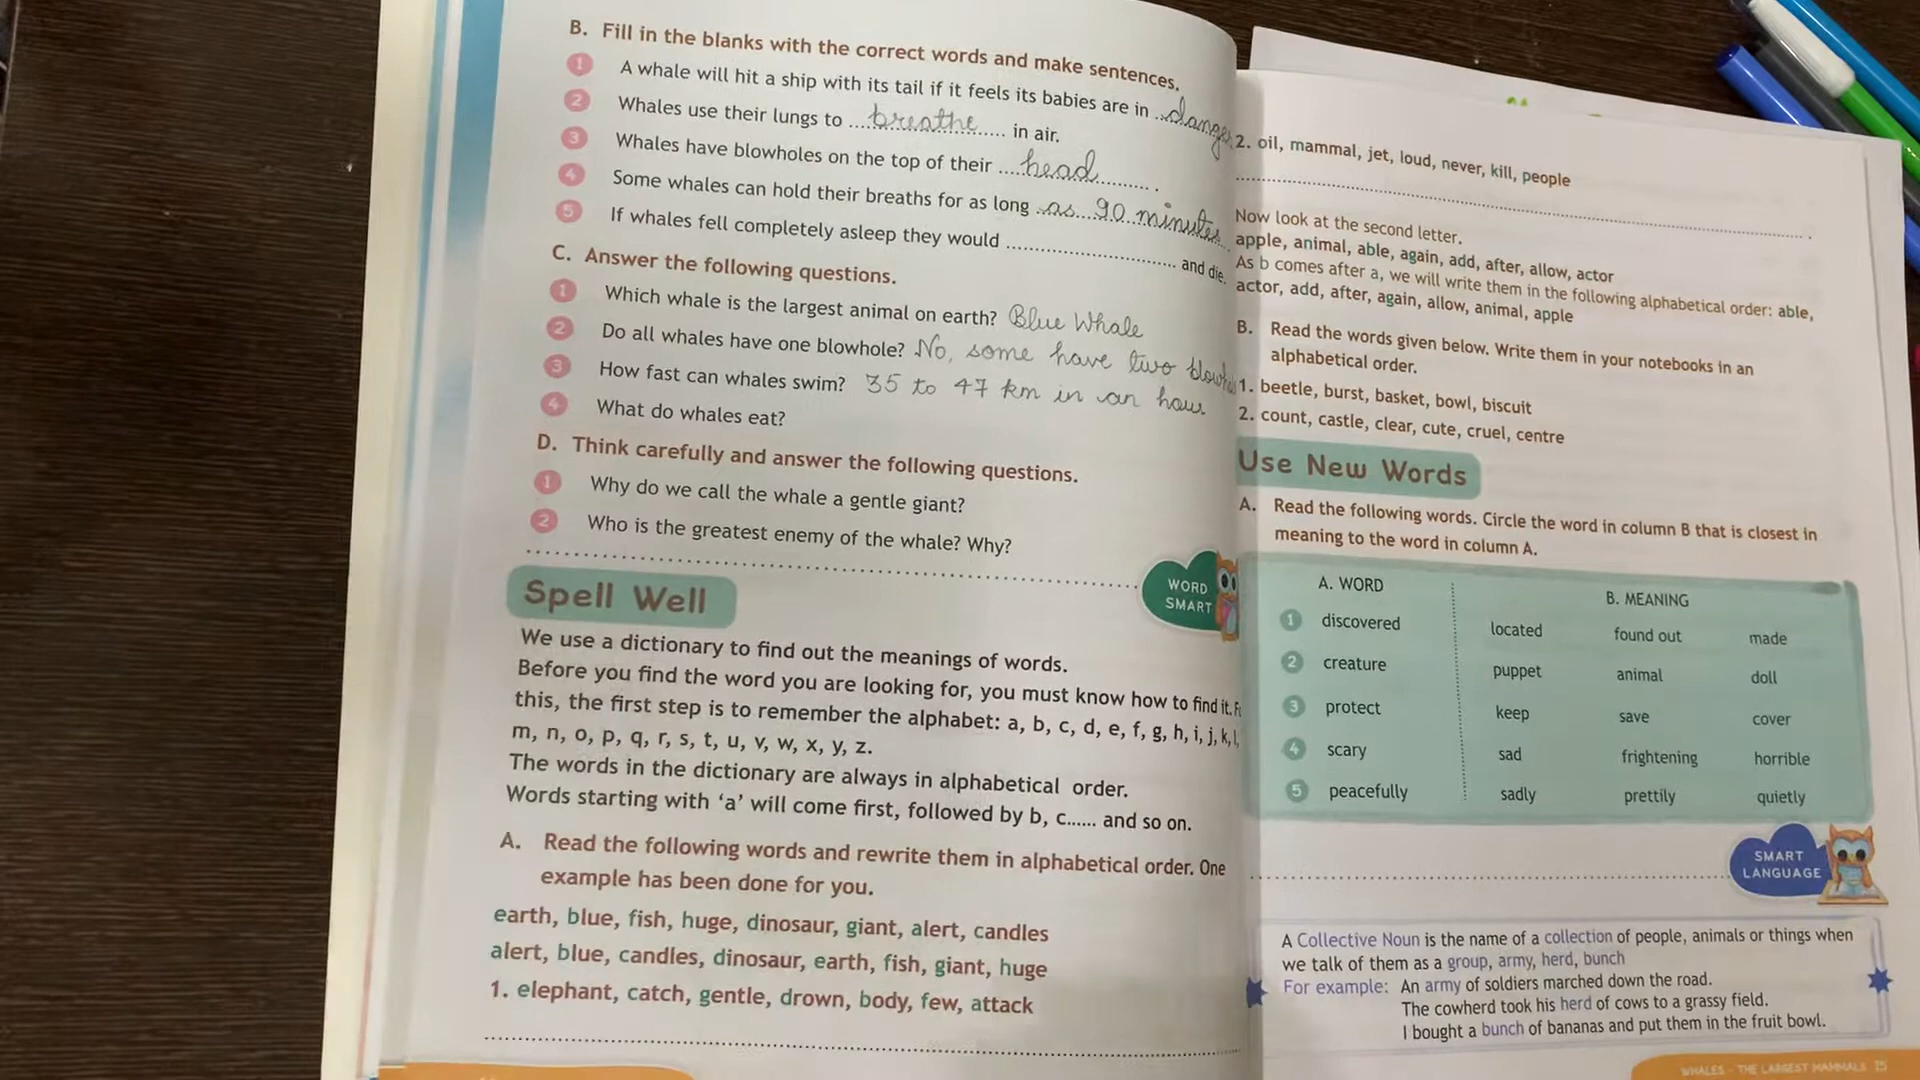 B. Fill in the blanks with the correct words and make sentences.
1 A whale will hit a ship with its tail if it feels its babies are in danger
2 Whales use their lungs to breathe in air.
3 Whales have blowholes on the top of their head .
4 Some whales can hold their breaths for as long as 90 minutes
5 If whales fell completely asleep they would .......... and die.
C. Answer the following questions.
1 Which whale is the largest animal on earth? Blue Whale
2 Do all whales have one blowhole? No, some have two
3 How fast can whales swim? 35 to 47 km in an hour
4 What do whales eat?
D. Think carefully and answer the following questions.
1 Why do we call the whale a gentle giant?
2 Who is the greatest enemy of the whale? Why?
WORD
SMART
Spell Well
We use a dictionary to find out the meanings of words.
Before you find the word you are looking for, you must know how to find it.
this, the first step is to remember the alphabet: a, b, c, d, e, f, g, h, i, j, k, l,
m, n, o, p, q, r, s, t, u, v, w, x, y, z.
The words in the dictionary are always in alphabetical order.
Words starting with ‘a’ will come first, followed by b, c...... and so on.
A. Read the following words and rewrite them in alphabetical order. One
example has been done for you.
earth, blue, fish, huge, dinosaur, giant, alert, candles
alert, blue, candles, dinosaur, earth, fish, giant, huge
1. elephant, catch, gentle, drown, body, few, attack
2. oil, mammal, jet, loud, never, kill, people
Now look at the second letter.
apple, animal, able, again, add, after, allow, actor
As b comes after a, we will write them in the following alphabetical order: able,
actor, add, after, again, allow, animal, apple
B. Read the words given below. Write them in your notebooks in an
alphabetical order.
1. beetle, burst, basket, bowl, biscuit
2. count, castle, clear, cute, cruel, centre
Use New Words
A. Read the following words. Circle the word in column B that is closest in
meaning to the word in column A.
A. WORD B. MEANING
1 discovered located found out made
2 creature puppet animal doll
3 protect keep save cover
4 scary sad frightening horrible
5 peacefully sadly prettily quietly
SMART
LANGUAGE
A Collective Noun is the name of a collection of people, animals or things when
we talk of them as a group, army, herd, bunch
For example: An army of soldiers marched down the road.
The cowherd took his herd of cows to a grassy field.
I bought a bunch of bananas and put them in the fruit bowl.
WHALES - THE LARGEST MAMMALS 15